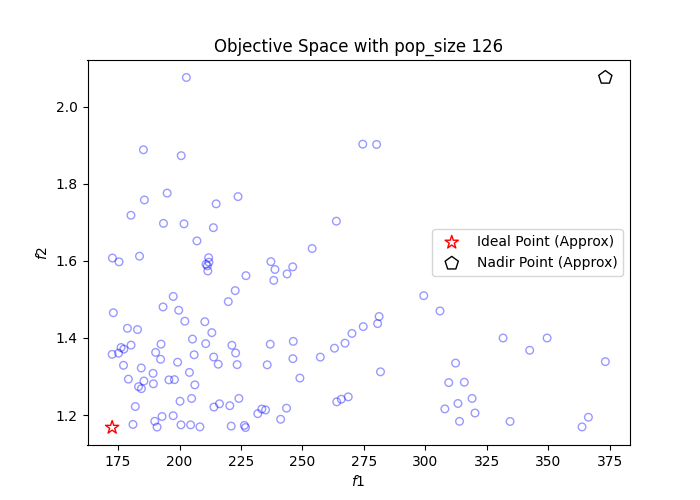 Objective Space with pop_size 126
f2
2.0
1.8
1.6
1.4
1.2
Ideal Point (Approx)
Nadir Point (Approx)
175 200 225 250 275 300 325 350 375
f1